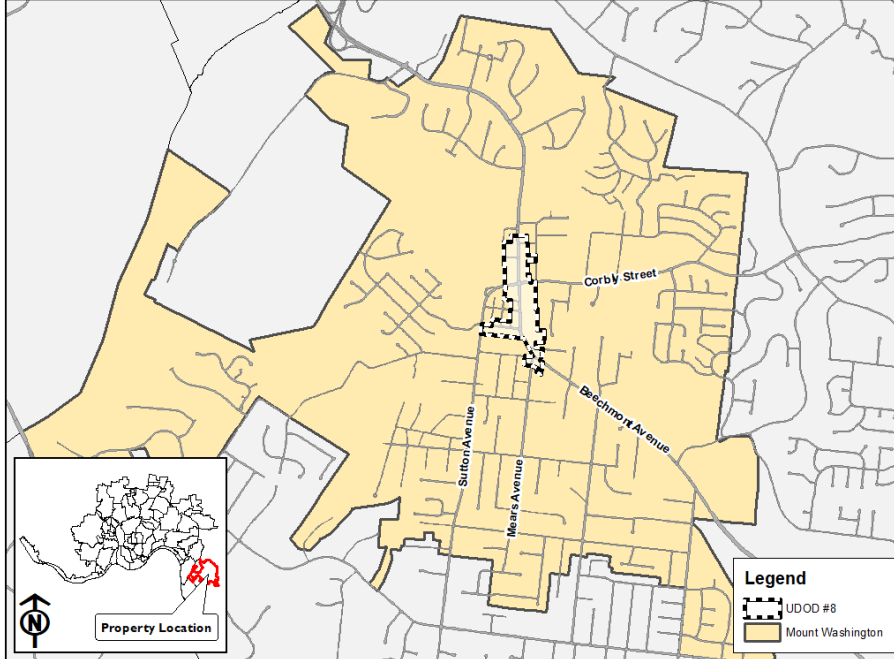 Corbly Street
Beechmont Avenue
Sutton Avenue
Mears Avenue
Property Location
N
Legend
UDOD #8
Mount Washington